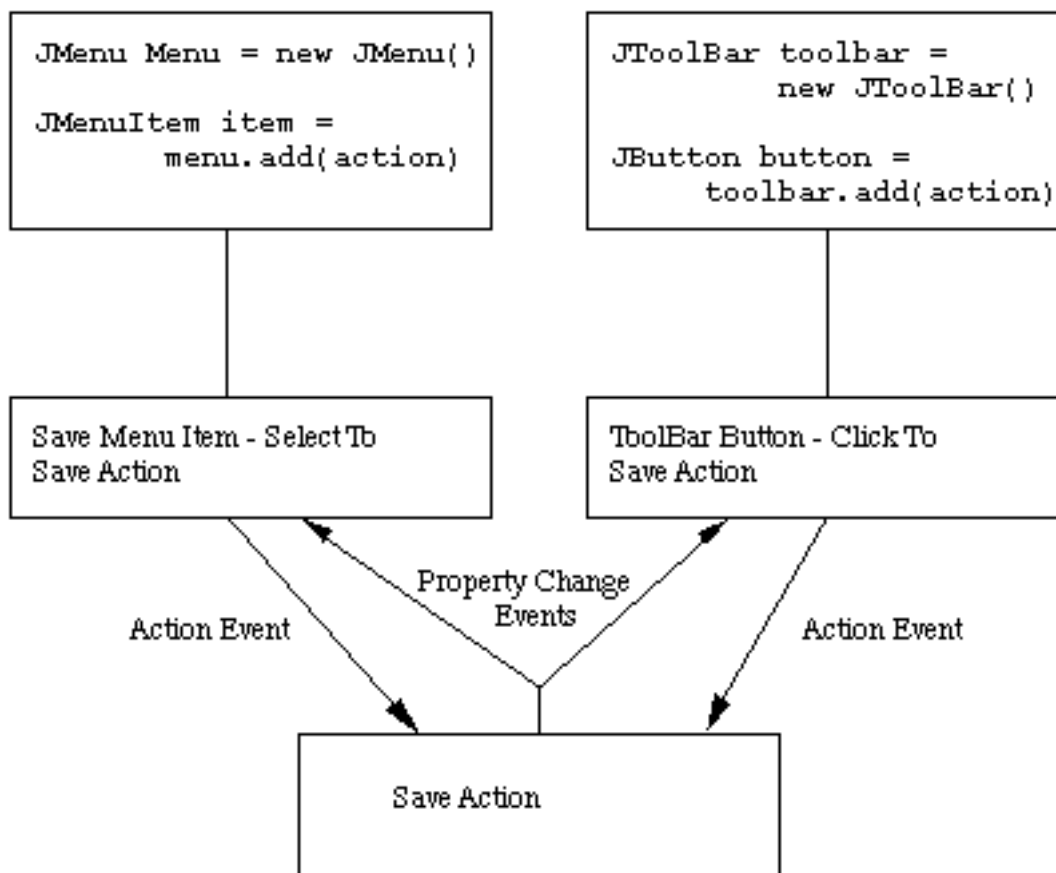 JMenu Menu = new JMenu()
JMenuItem item =
menu.add(action)
JToolBar toolbar =
new JToolBar()
JButton button =
toolbar.add(action)
Save Menu Item - Select To
Save Action
ToolBar Button - Click To
Save Action
Property Change
Events
Action Event
Action Event
Save Action